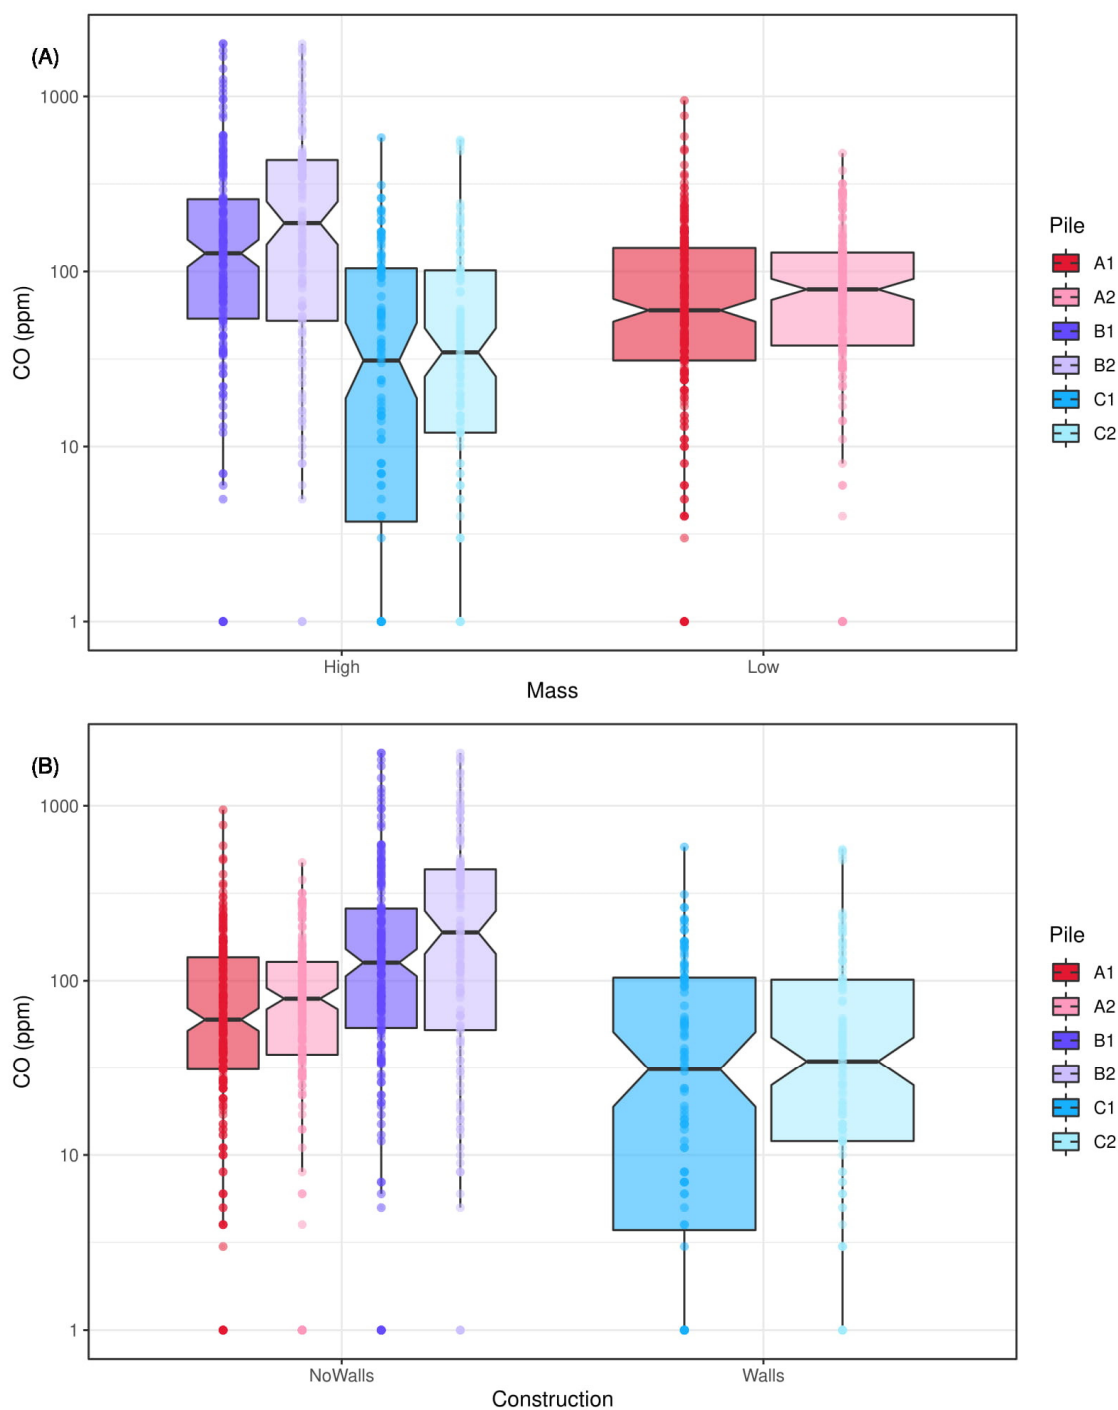 (A)
1000
100
10
1
CO (ppm)
High
Low
Mass
Pile
A1
A2
B1
B2
C1
C2
(B)
1000
100
10
1
CO (ppm)
NoWalls
Walls
Construction
Pile
A1
A2
B1
B2
C1
C2